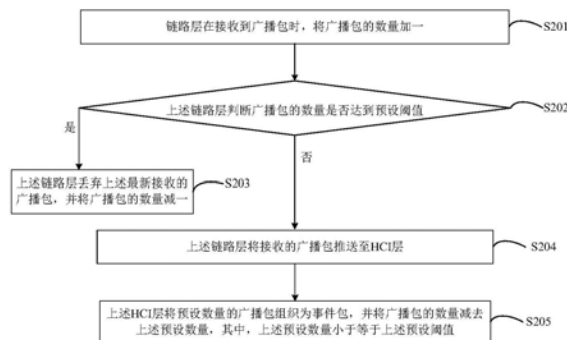 链路层在接收到广播包时，将广播包的数量加一
S201
上述链路层判断广播包的数量是否达到预设阈值
S202
是
否
上述链路层丢弃上述最新接收的
广播包，并将广播包的数量减一
S203
上述链路层将接收的广播包推送至HCI层
S204
上述HCI层将预设数量的广播包组织为事件包，并将广播包的数量减去
上述预设数量，其中，上述预设数量小于等于上述预设阈值
S205